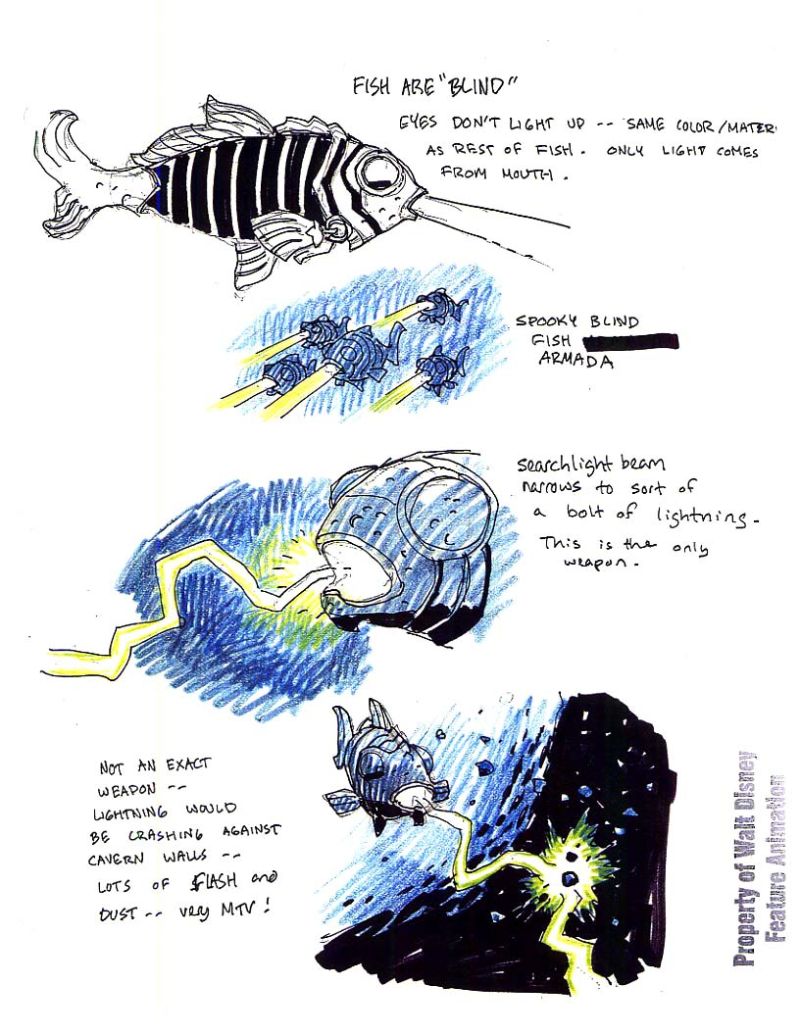 FISH ARE "BLIND"
EYES DON'T LIGHT UP -- SAME COLOR/MATER
AS REST OF FISH. ONLY LIGHT COMES
FROM MOUTH.
SPOOKY BLIND
FISH
ARMADA
searchlight beam
narrows to sort of
a bolt of lightning.
This is the only
weapon.
NOT AN EXACT
WEAPON --
LIGHTNING WOULD
BE CRASHING AGAINST
CAVERN WALLS --
LOTS OF FLASH and
DUST -- very MTV!
Property of Walt Disney
Feature Animation